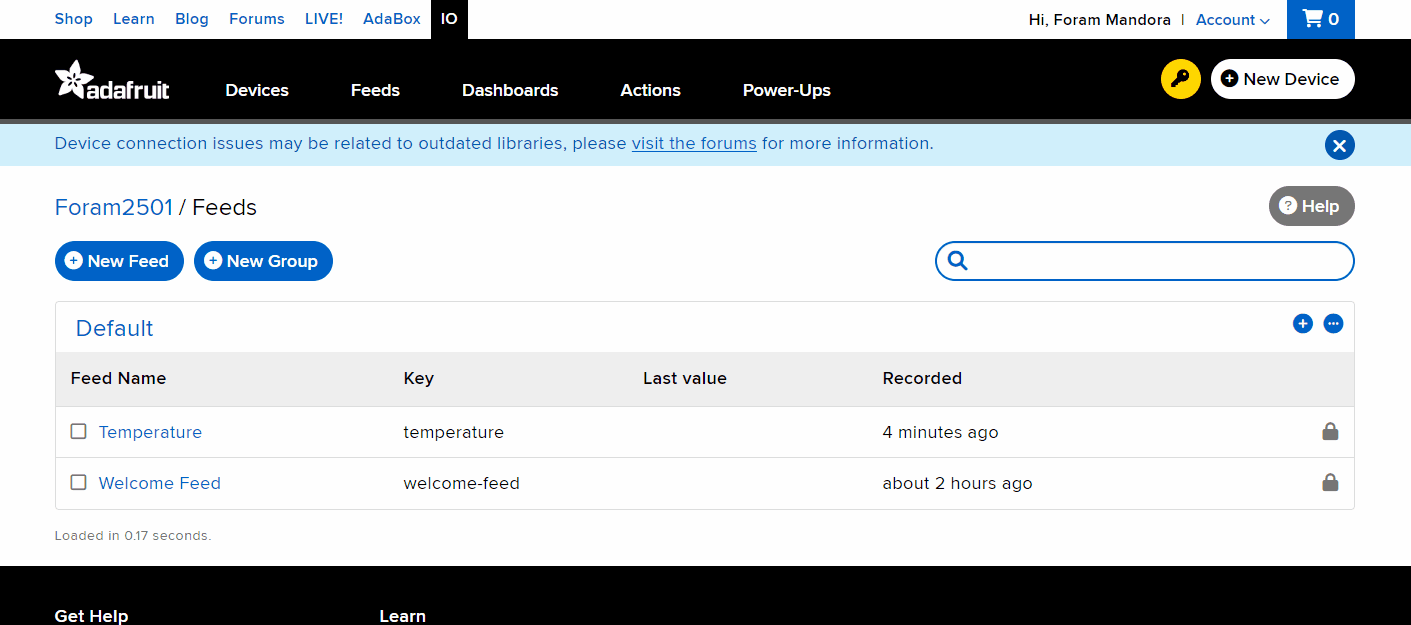 Shop Learn Blog Forums LIVE! AdaBox IO Hi, Foram Mandora | Account 0
adafruit Devices Feeds Dashboards Actions Power-Ups New Device
Device connection issues may be related to outdated libraries, please visit the forums for more information.
Foram2501 / Feeds ? Help
New Feed New Group
Default
Feed Name Key Last value Recorded
Temperature temperature 4 minutes ago
Welcome Feed welcome-feed about 2 hours ago
Loaded in 0.17 seconds.
Get Help Learn